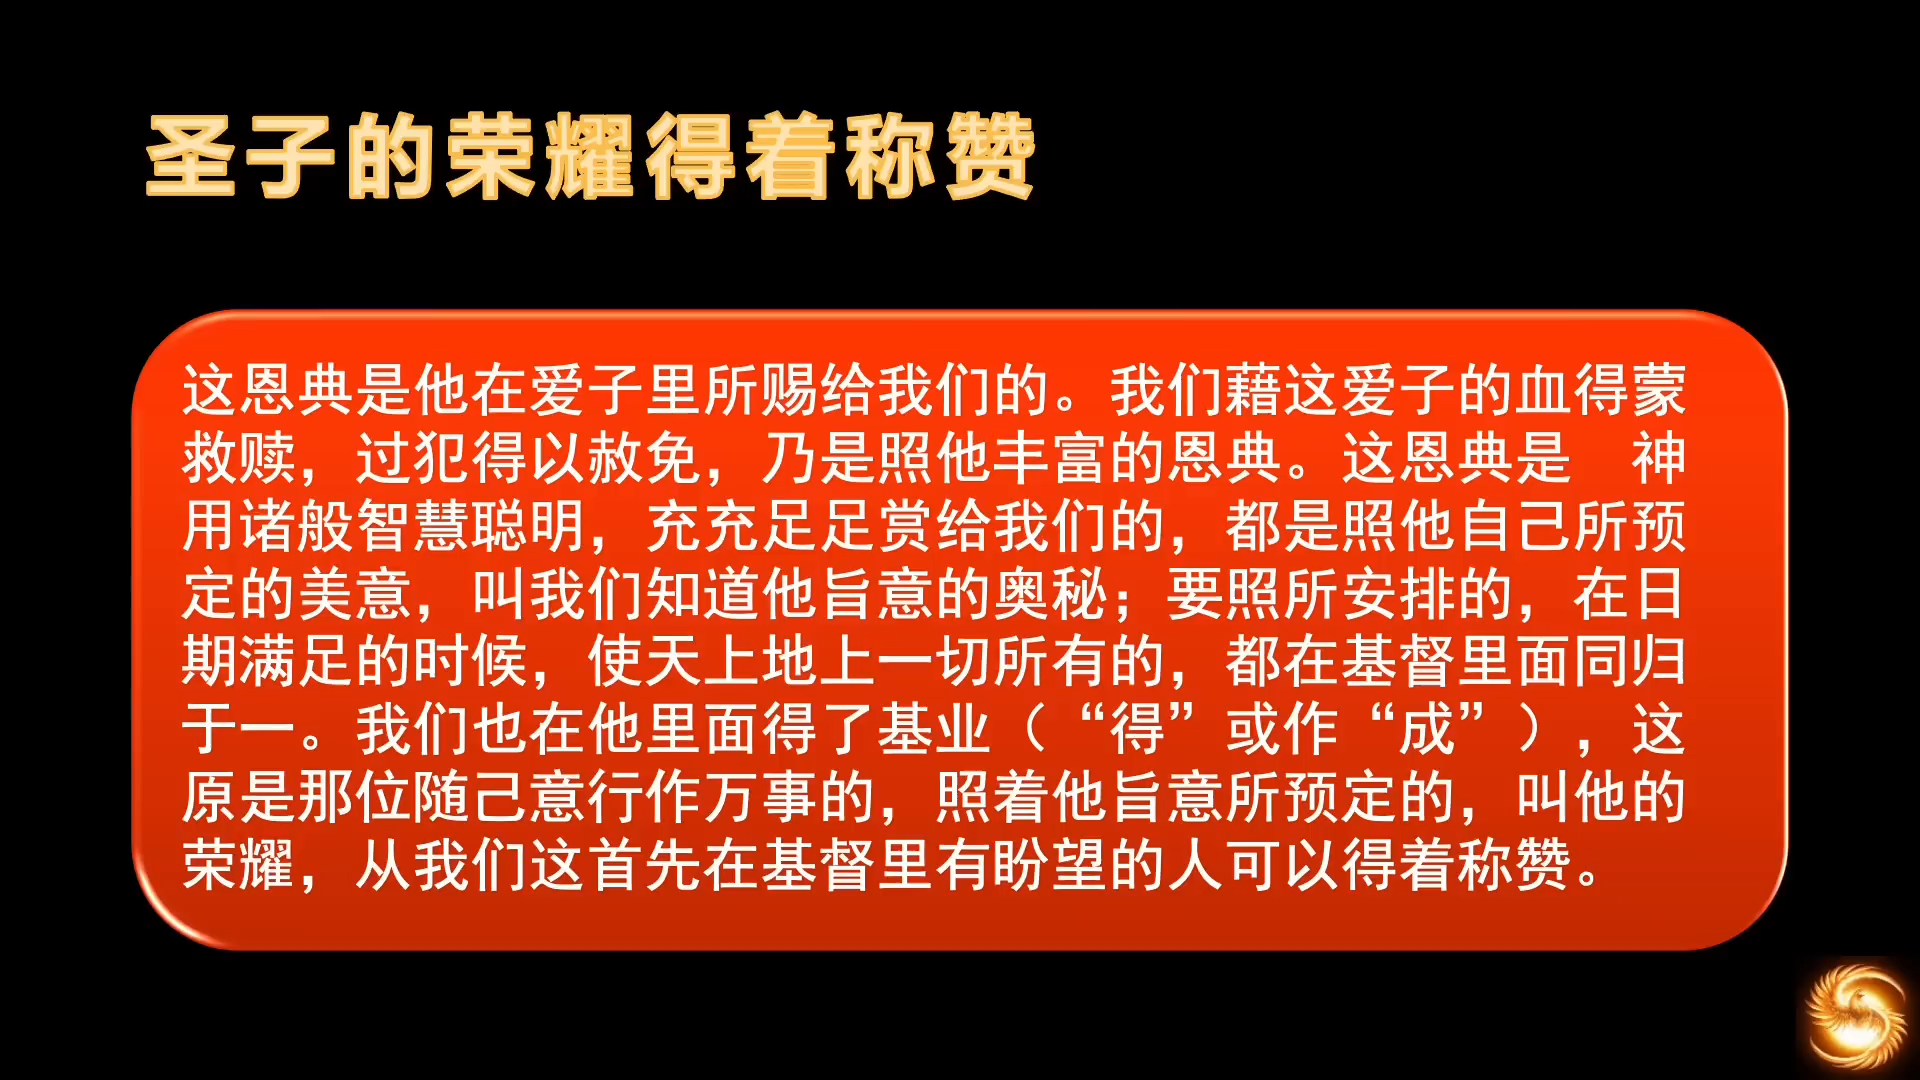 圣子的荣耀得着称赞
这恩典是他在爱子里所赐给我们的。我们藉这爱子的血得蒙
救赎，过犯得以赦免，乃是照他丰富的恩典。这恩典是　神
用诸般智慧聪明，充充足足赏给我们的，都是照他自己所预
定的美意，叫我们知道他旨意的奥秘；要照所安排的，在日
期满足的时候，使天上地上一切所有的，都在基督里面同归
于一。我们也在他里面得了基业（“得”或作“成”），这
原是那位随己意行作万事的，照着他旨意所预定的，叫他的
荣耀，从我们这首先在基督里有盼望的人可以得着称赞。